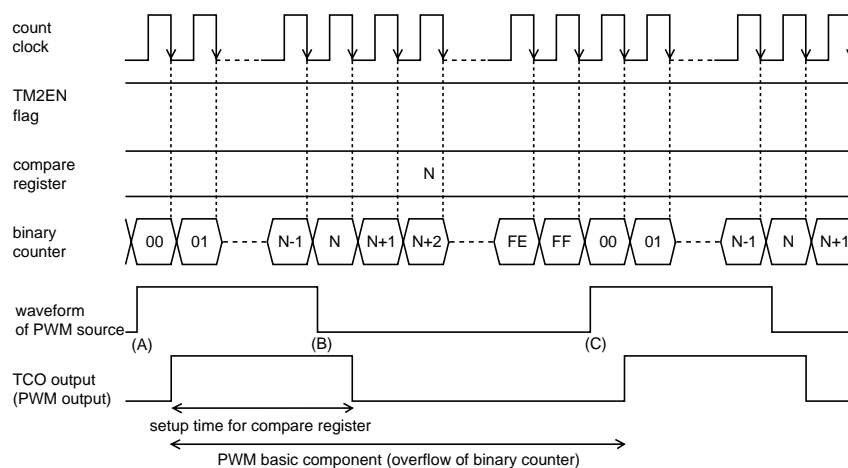 count
clock
TM2EN
flag
compare
register
N
binary
counter
00 01 N-1 N N+1 N+2 FE FF 00 01 N-1 N N+1
waveform
of PWM source
(A) (B) (C)
TCO output
(PWM output)
setup time for compare register
PWM basic component (overflow of binary counter)